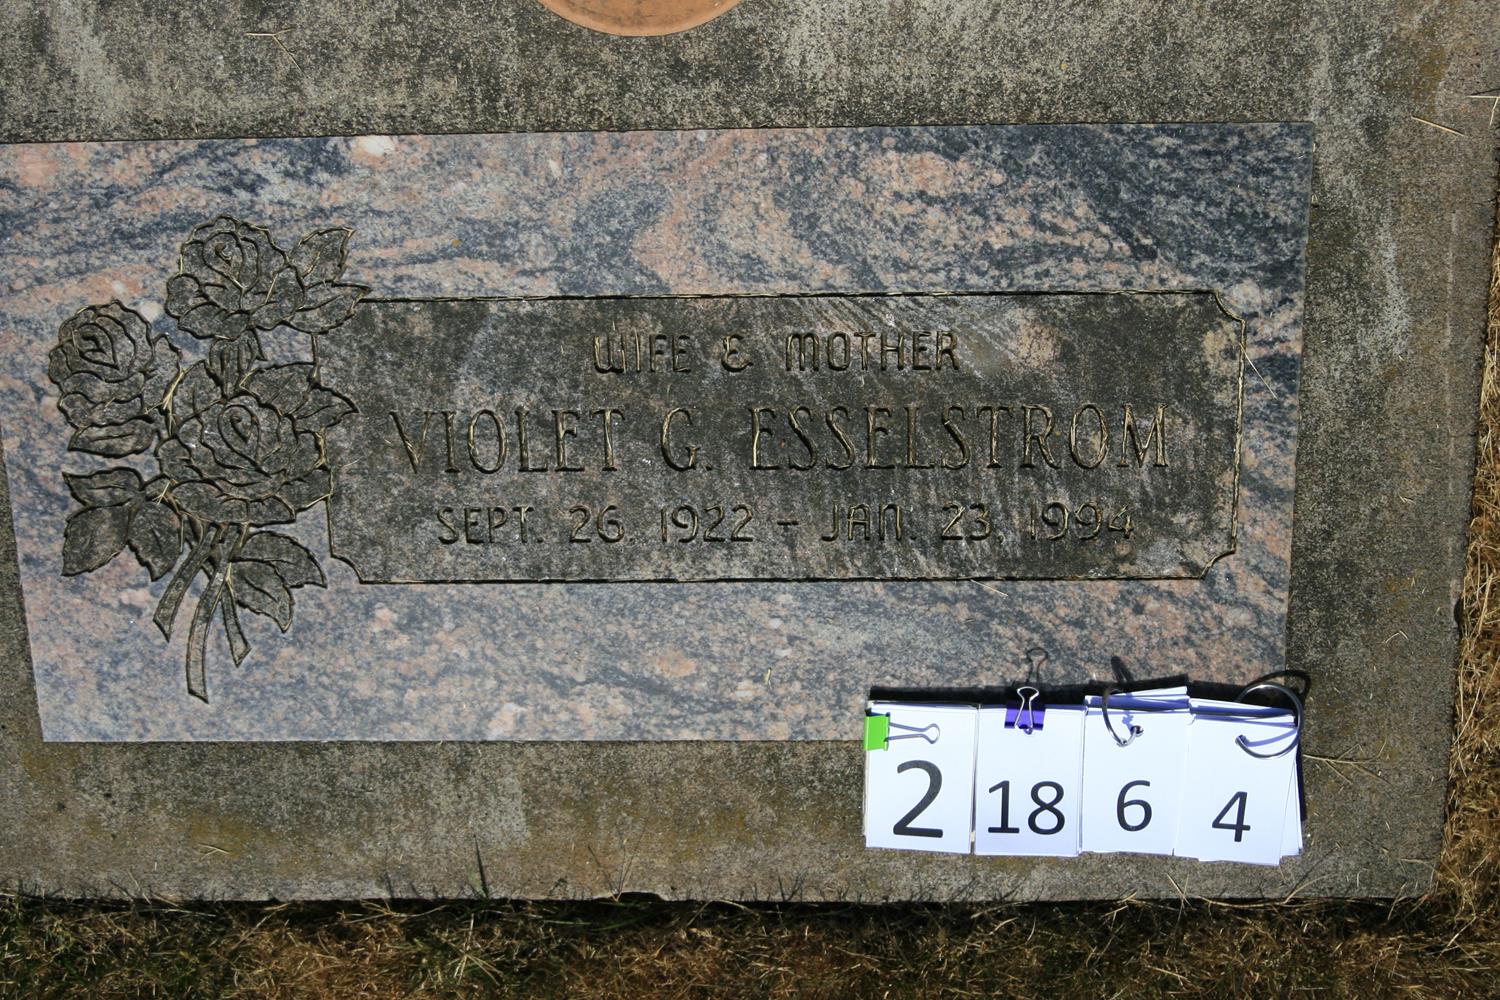 WIFE & MOTHER
VIOLET G. ESSELSTROM
SEPT. 26, 1922 - JAN. 23, 1994
2 18 6 4